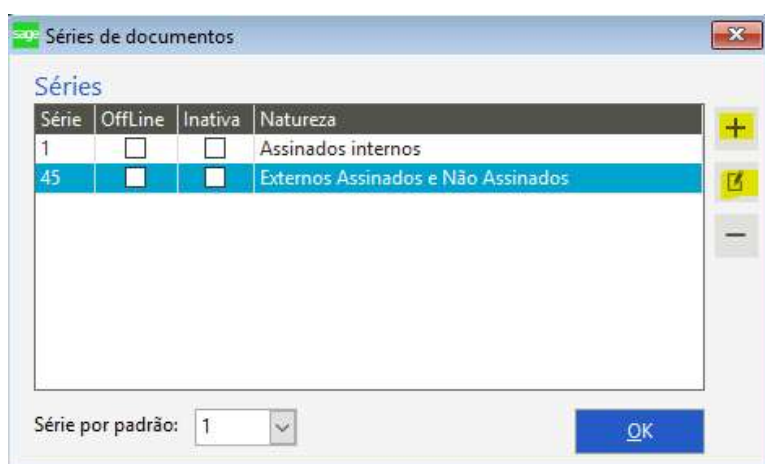 sage Séries de documentos
Séries
Série OffLine Inativa Natureza
1 Assinados internos
45 Externos Assinados e Não Assinados
Série por padrão: 1
OK